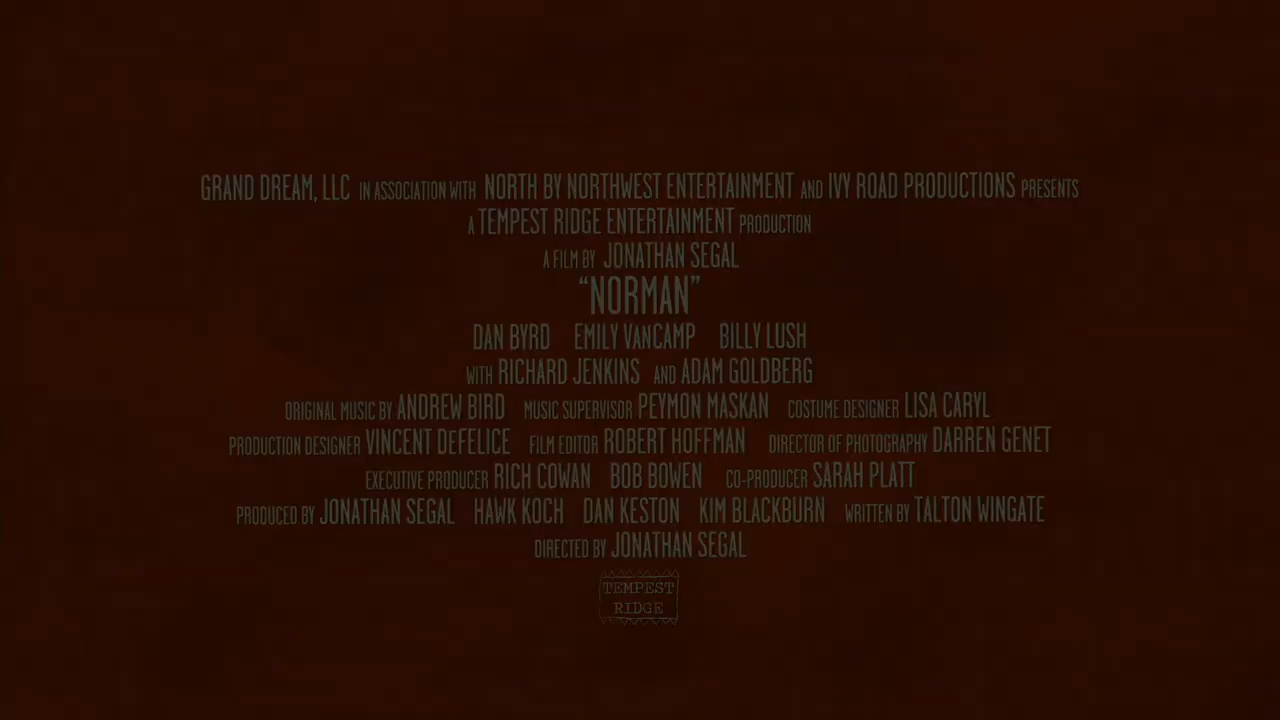 GRAND DREAM, LLC IN ASSOCIATION WITH NORTH BY NORTHWEST ENTERTAINMENT AND IVY ROAD PRODUCTIONS PRESENTS
A TEMPEST RIDGE ENTERTAINMENT PRODUCTION
A FILM BY JONATHAN SEGAL
“NORMAN”
DAN BYRD EMILY VANCAMP BILLY LUSH
WITH RICHARD JENKINS AND ADAM GOLDBERG
ORIGINAL MUSIC BY ANDREW BIRD MUSIC SUPERVISOR PEYMON MASKAN COSTUME DESIGNER LISA CARYL
PRODUCTION DESIGNER VINCENT DEFELICE FILM EDITOR ROBERT HOFFMAN DIRECTOR OF PHOTOGRAPHY DARREN GENET
EXECUTIVE PRODUCER RICH COWAN BOB BOWEN CO-PRODUCER SARAH PLATT
PRODUCED BY JONATHAN SEGAL HAWK KOCH DAN KESTON KIM BLACKBURN WRITTEN BY TALTON WINGATE
DIRECTED BY JONATHAN SEGAL
TEMPEST
RIDGE